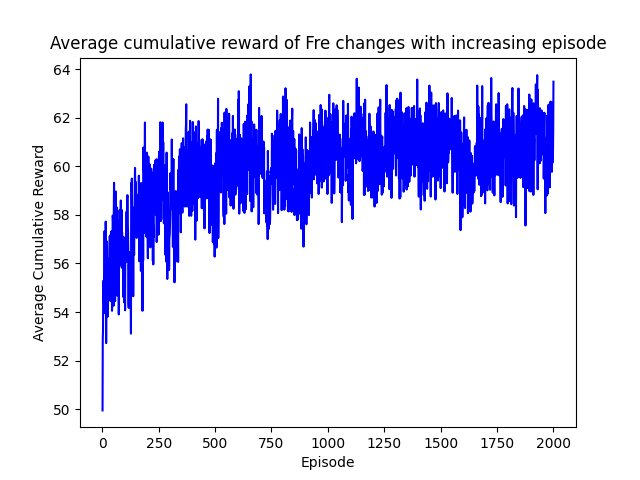 Average cumulative reward of Fre changes with increasing episode
Average Cumulative Reward
64
62
60
58
56
54
52
50
0 250 500 750 1000 1250 1500 1750 2000
Episode